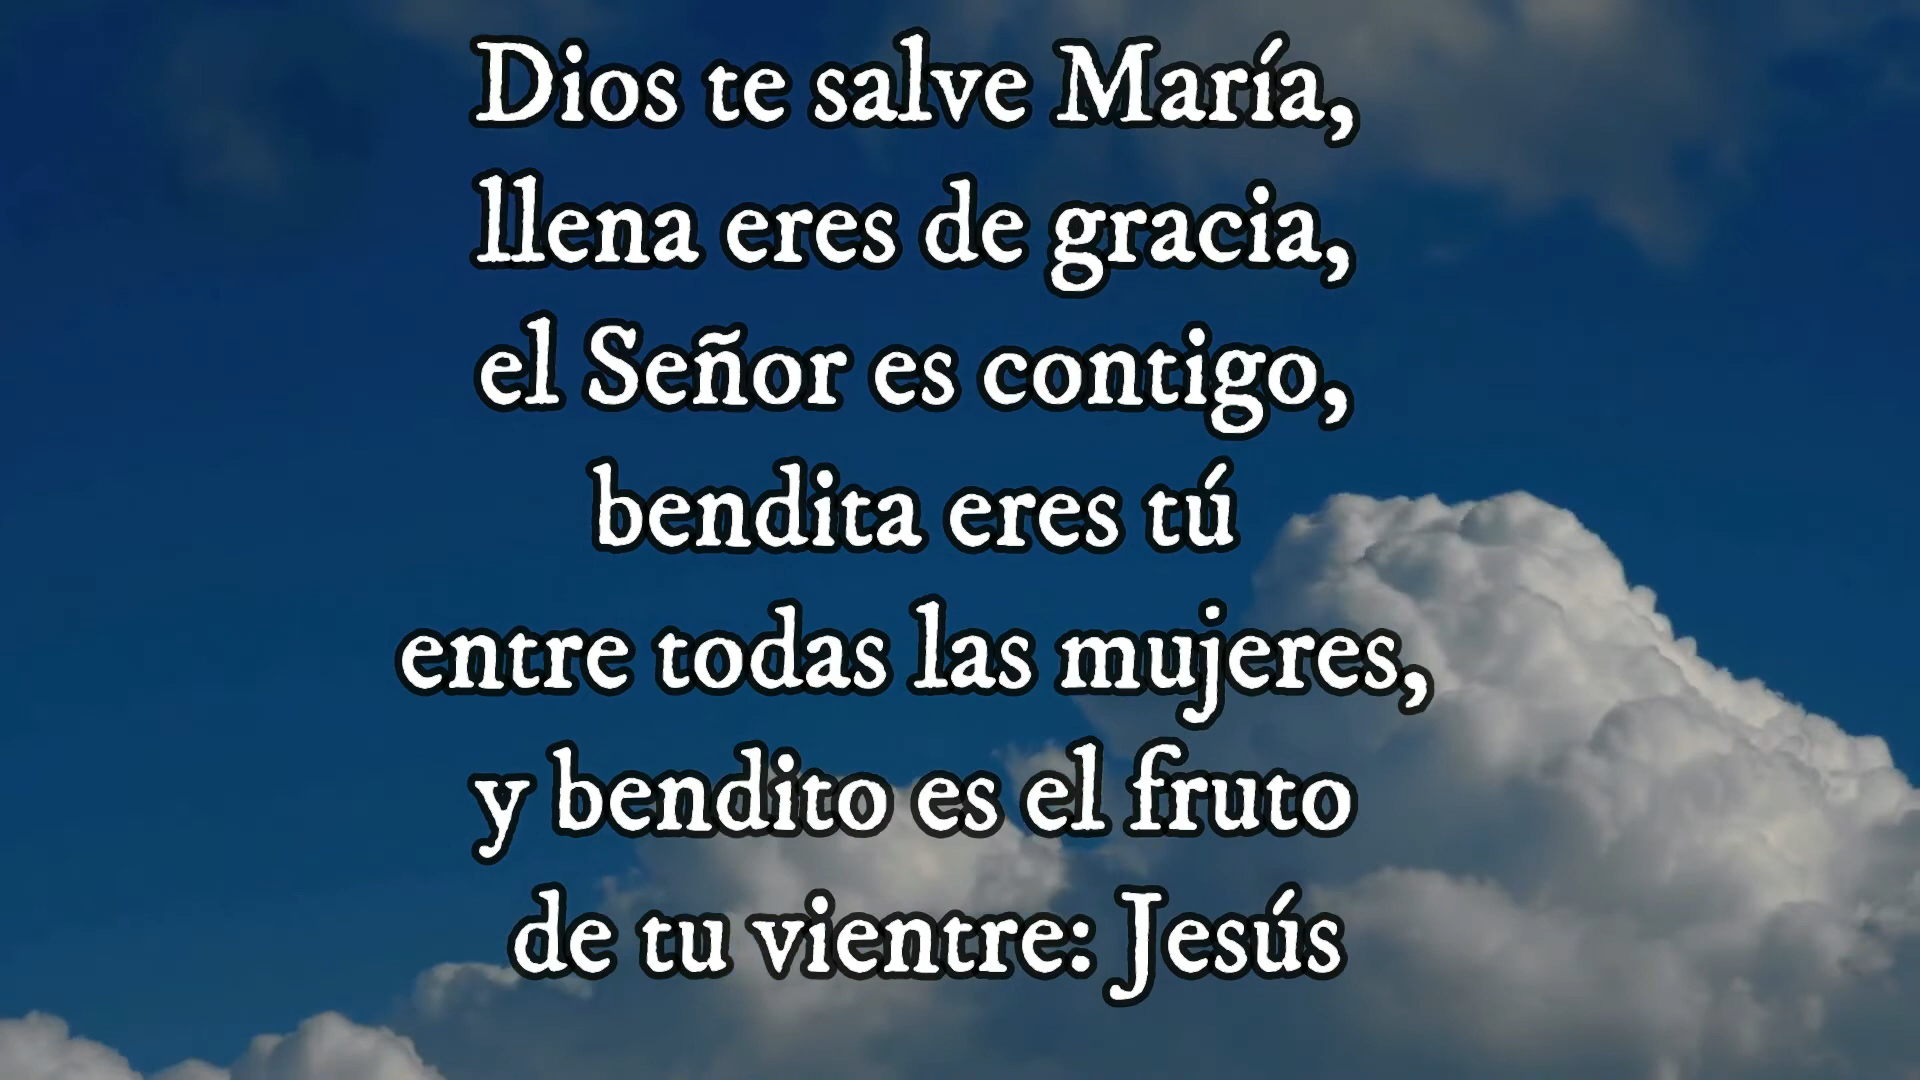 Dios te salve María,
llena eres de gracia,
el Señor es contigo,
bendita eres tú
entre todas las mujeres,
y bendito es el fruto
de tu vientre: Jesús